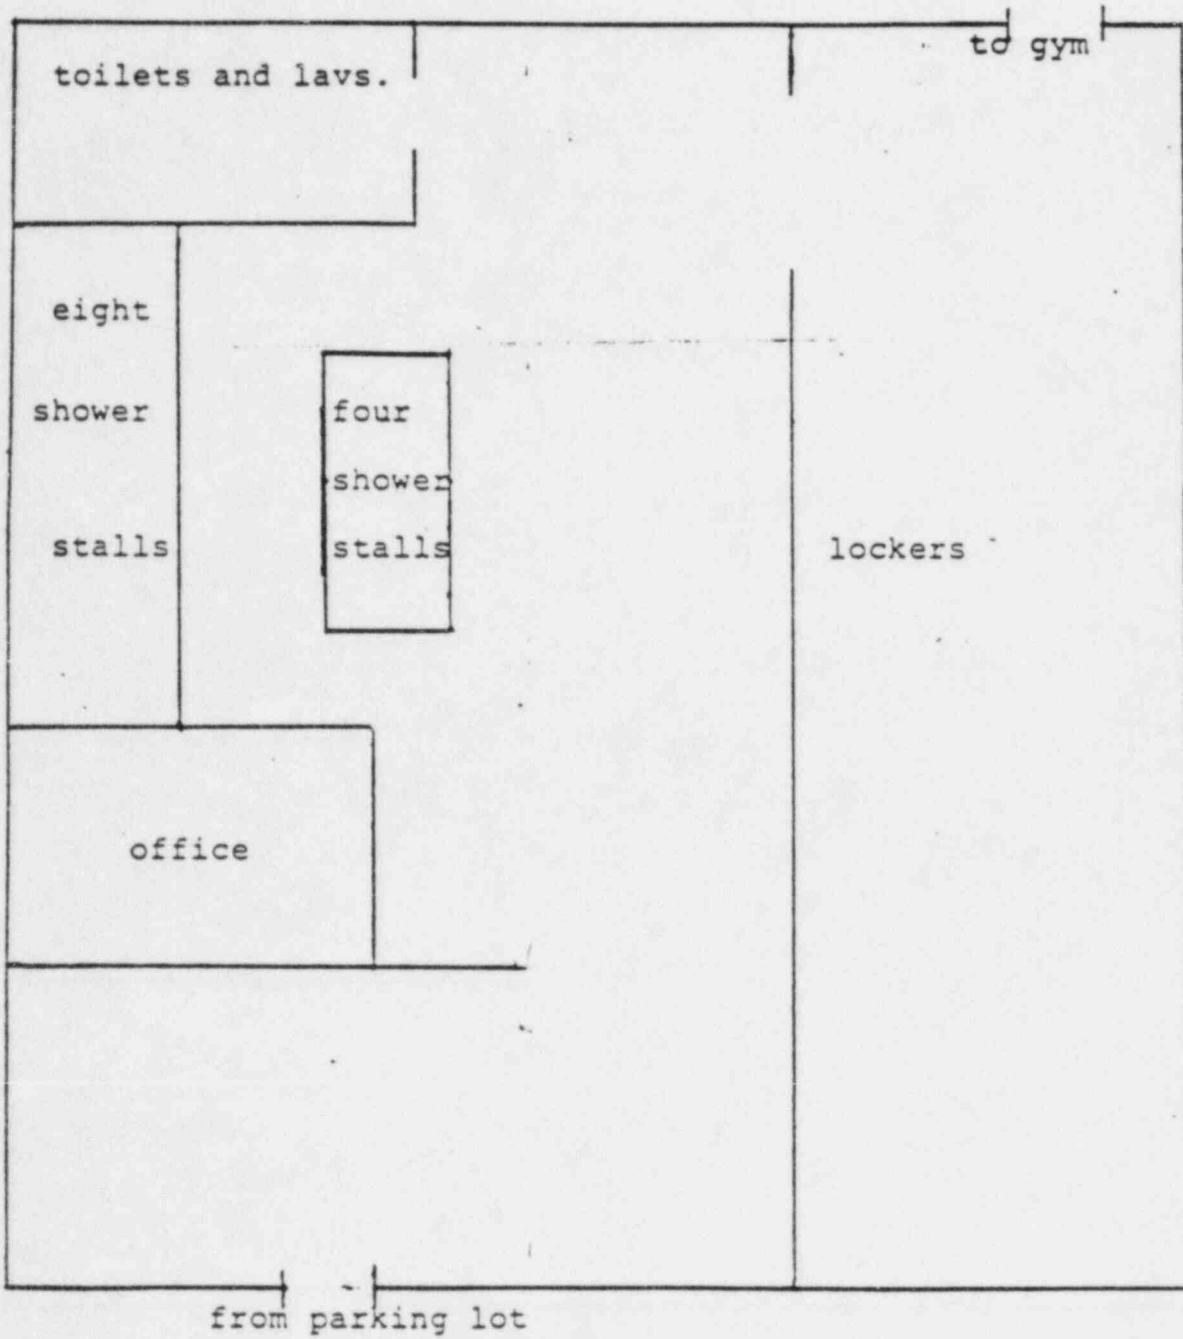 to gym
toilets and lavs.
eight
shower
stalls
four
shower
stalls
lockers
office
from parking lot